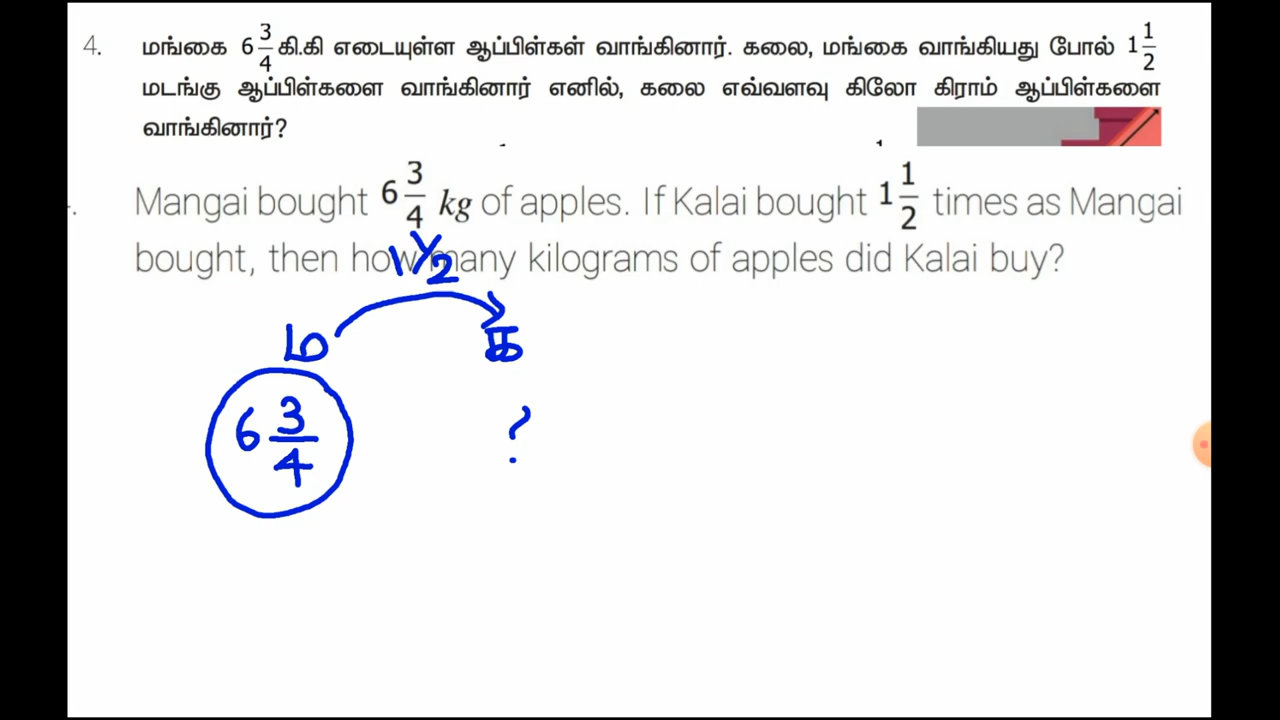 4. மங்கை 6 3/4 கி.கி எடையுள்ள ஆப்பிள்கள் வாங்கினார். கலை, மங்கை வாங்கியது போல் 1 1/2
மடங்கு ஆப்பிள்களை வாங்கினார் எனில், கலை எவ்வளவு கிலோ கிராம் ஆப்பிள்களை
வாங்கினார்?
Mangai bought 6 3/4 kg of apples. If Kalai bought 1 1/2 times as Mangai
bought, then how many kilograms of apples did Kalai buy?
1 1/2
ம க
6 3/4 ?